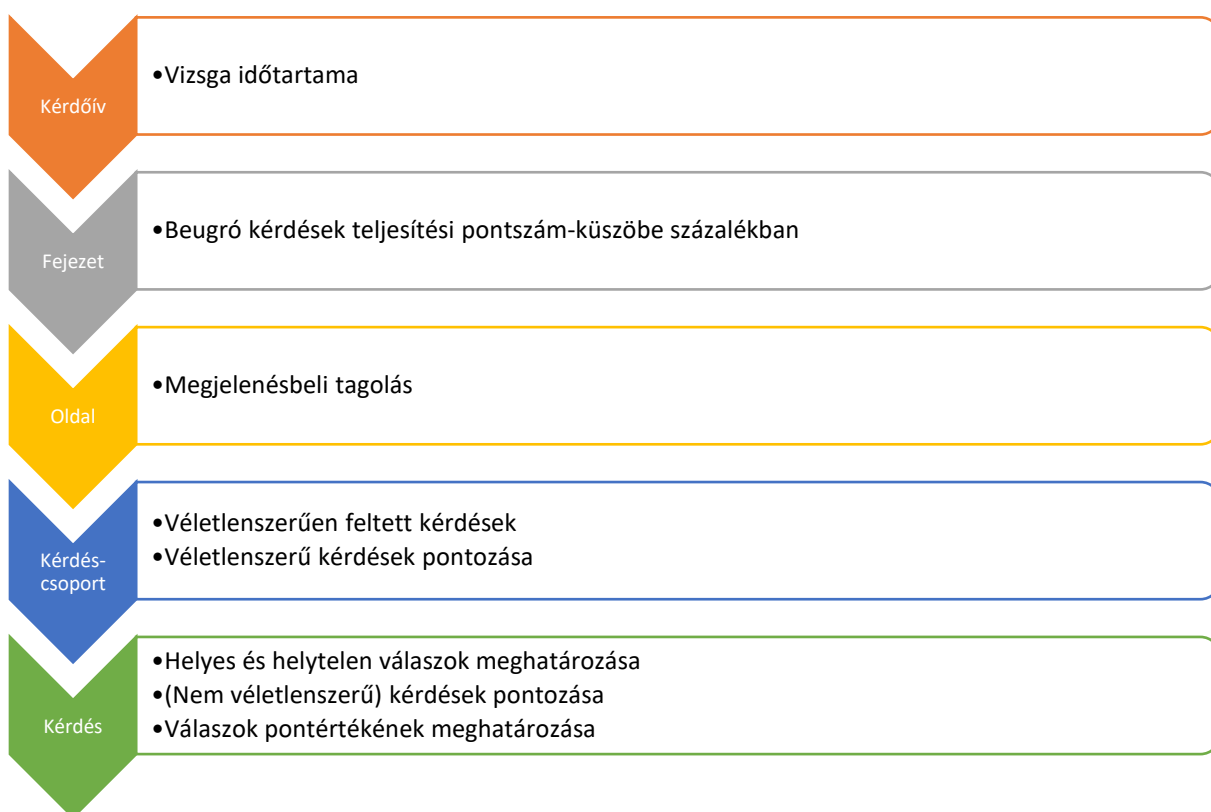 Kérdőív
•Vizsga időtartama
Fejezet
•Beugró kérdések teljesítési pontszám-küszöbe százalékban
Oldal
•Megjelenésbeli tagolás
Kérdés-
csoport
•Véletlenszerűen feltett kérdések
•Véletlenszerű kérdések pontozása
Kérdés
•Helyes és helytelen válaszok meghatározása
•(Nem véletlenszerű) kérdések pontozása
•Válaszok pontértékének meghatározása